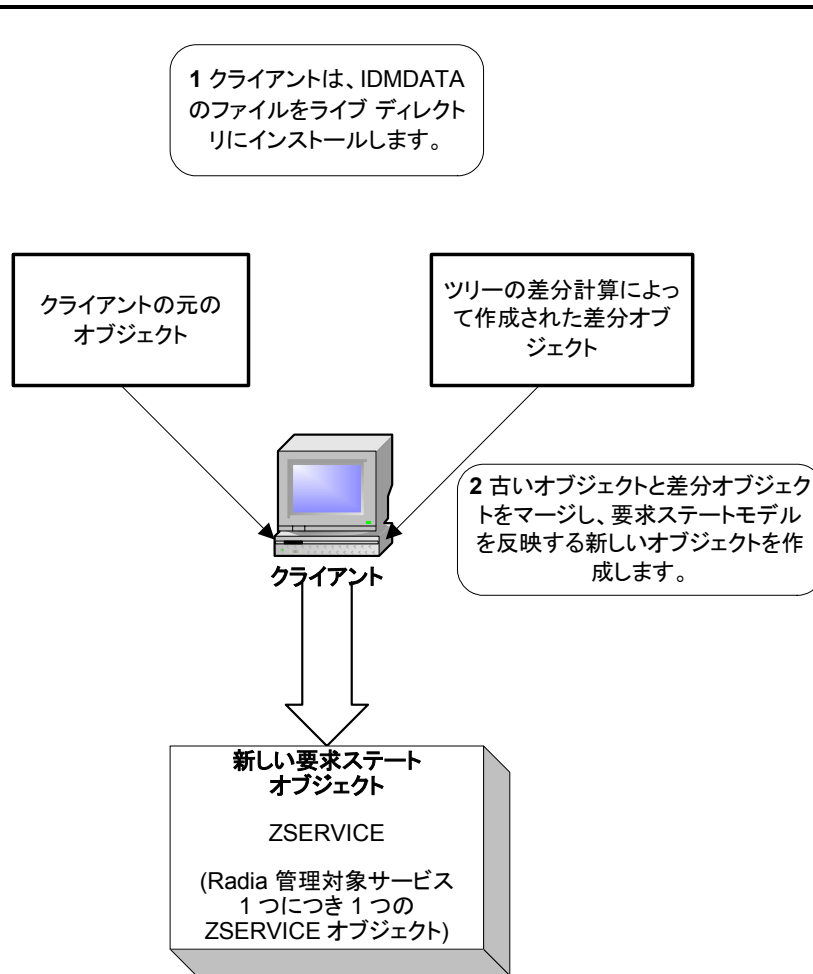 1 クライアントは、IDMDATA
のファイルをライブ ディレクト
リにインストールします。
クライアントの元の
オブジェクト
ツリーの差分計算によっ
て作成された差分オブ
ジェクト
2 古いオブジェクトと差分オブジェク
トをマージし、要求ステートモデル
を反映する新しいオブジェクトを作
成します。
クライアント
新しい要求ステート
オブジェクト
ZSERVICE
(Radia 管理対象サービス
1 つにつき 1 つの
ZSERVICE オブジェクト)